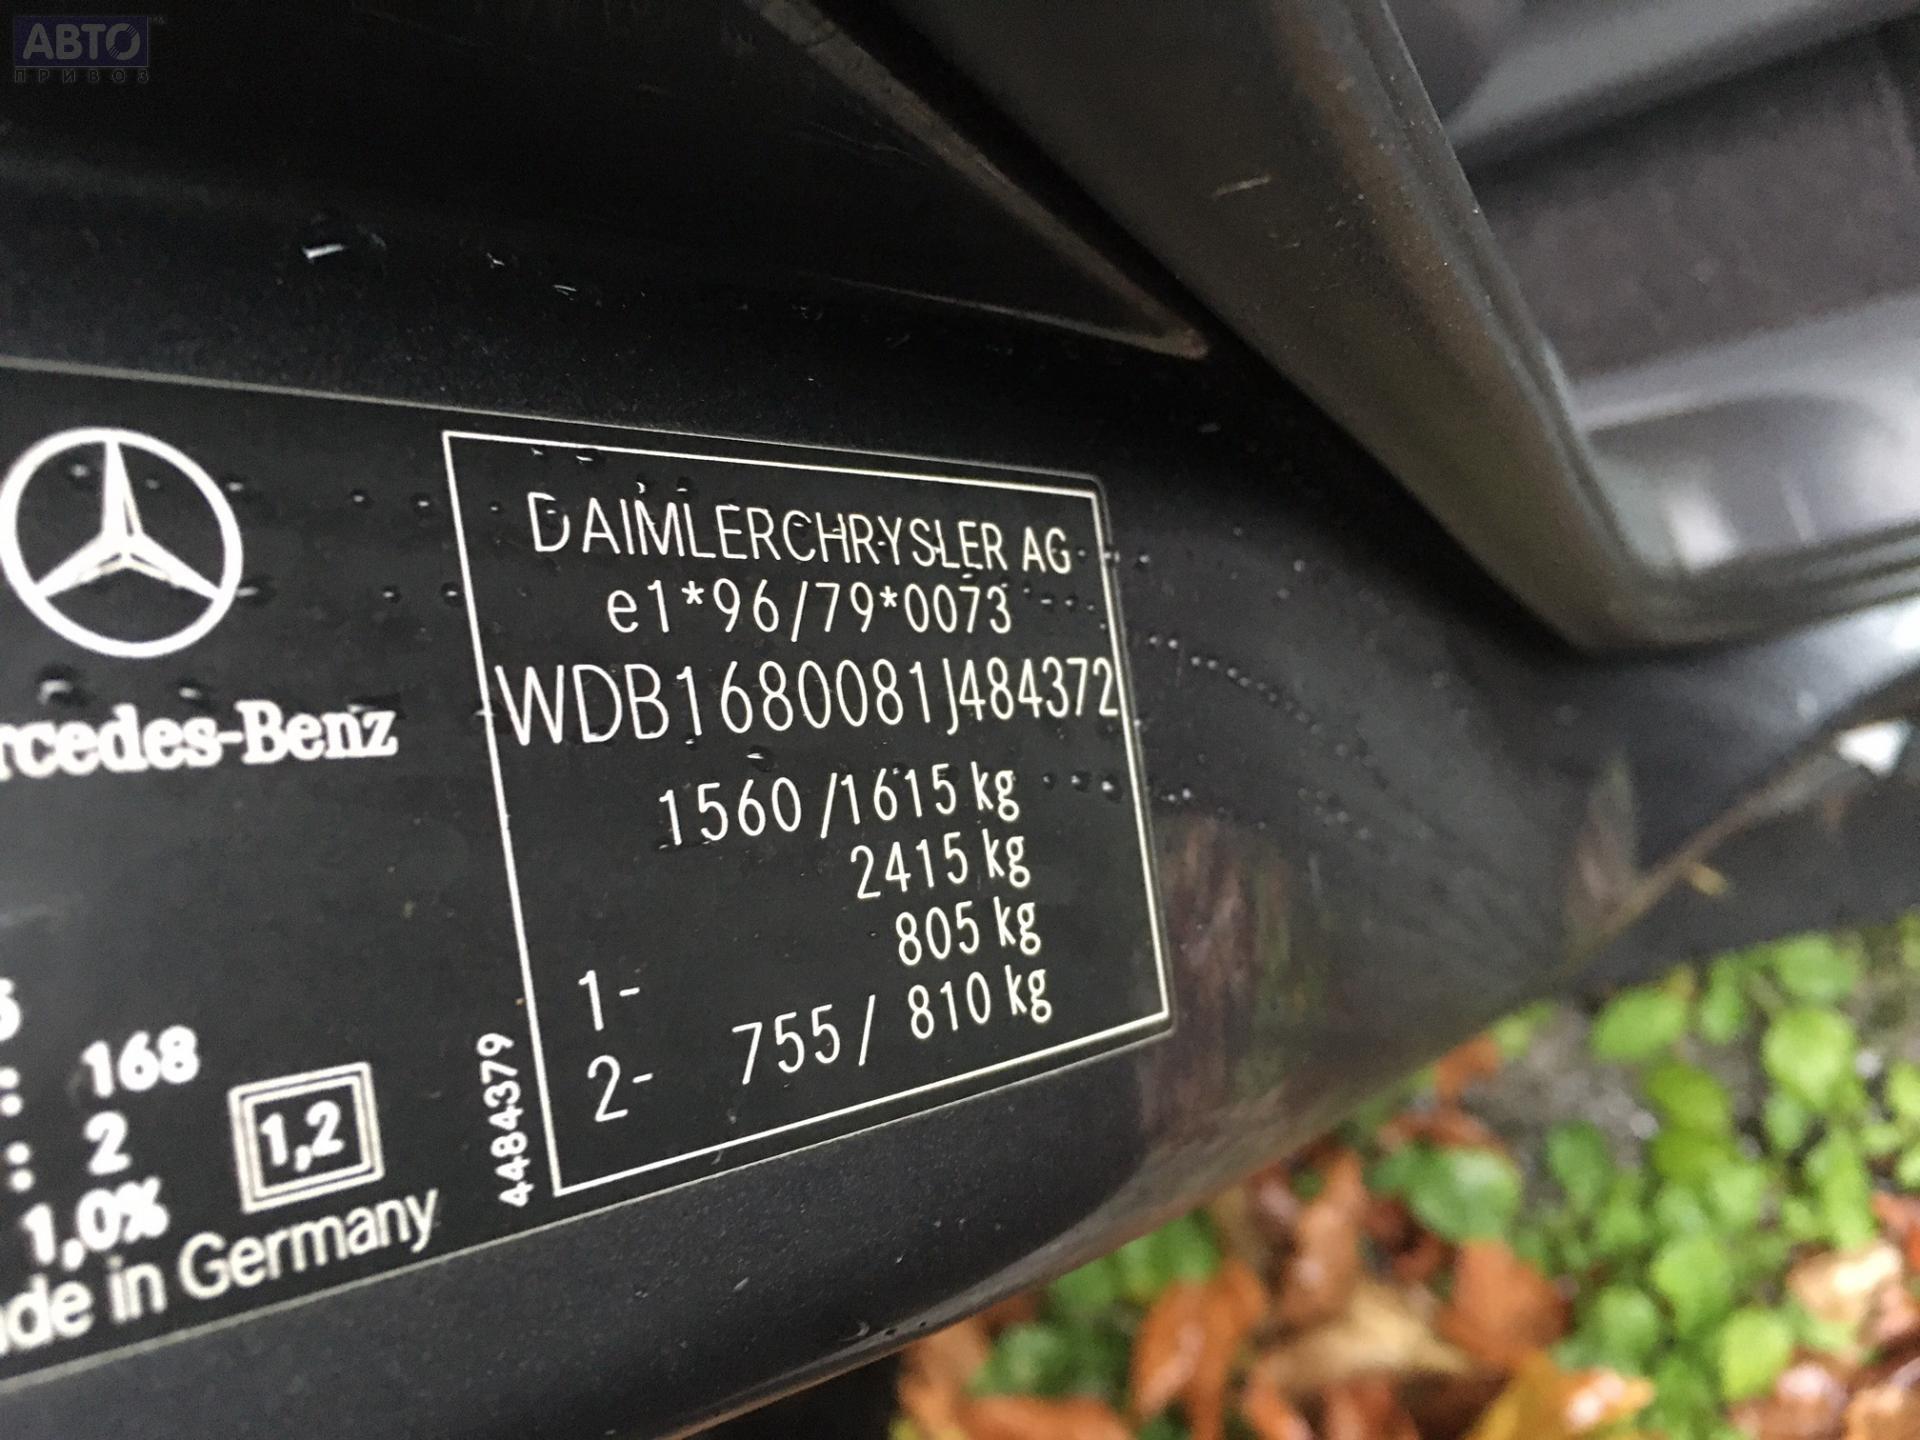 АВТО
ПРИВОЗ
rcedes-Benz
DAIMLERCHRYSLER AG
e1*96/79*0073
WDB1680081J484372
1560 /1615 kg
2415 kg
1- 805 kg
2- 755 / 810 kg
4484379
: 168
: 2
1,0%
1,2
de in Germany